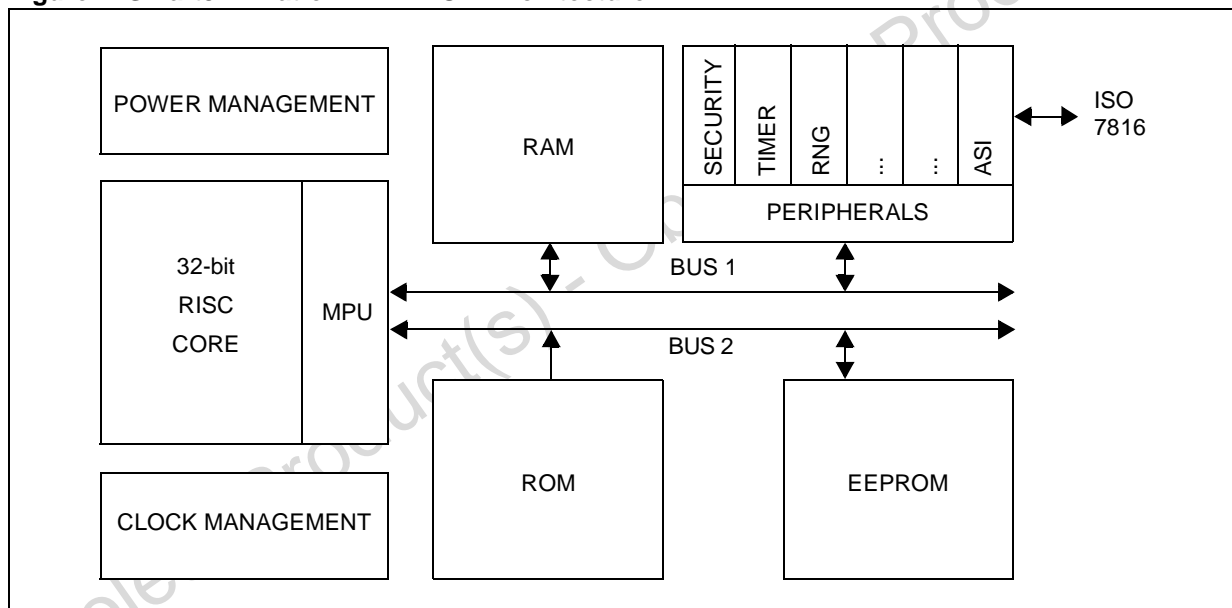 POWER MANAGEMENT
32-bit
RISC
CORE
MPU
CLOCK MANAGEMENT
RAM
SECURITY
TIMER
RNG
...
...
ASI
PERIPHERALS
ISO
7816
BUS 1
BUS 2
ROM
EEPROM
Product(s) - O